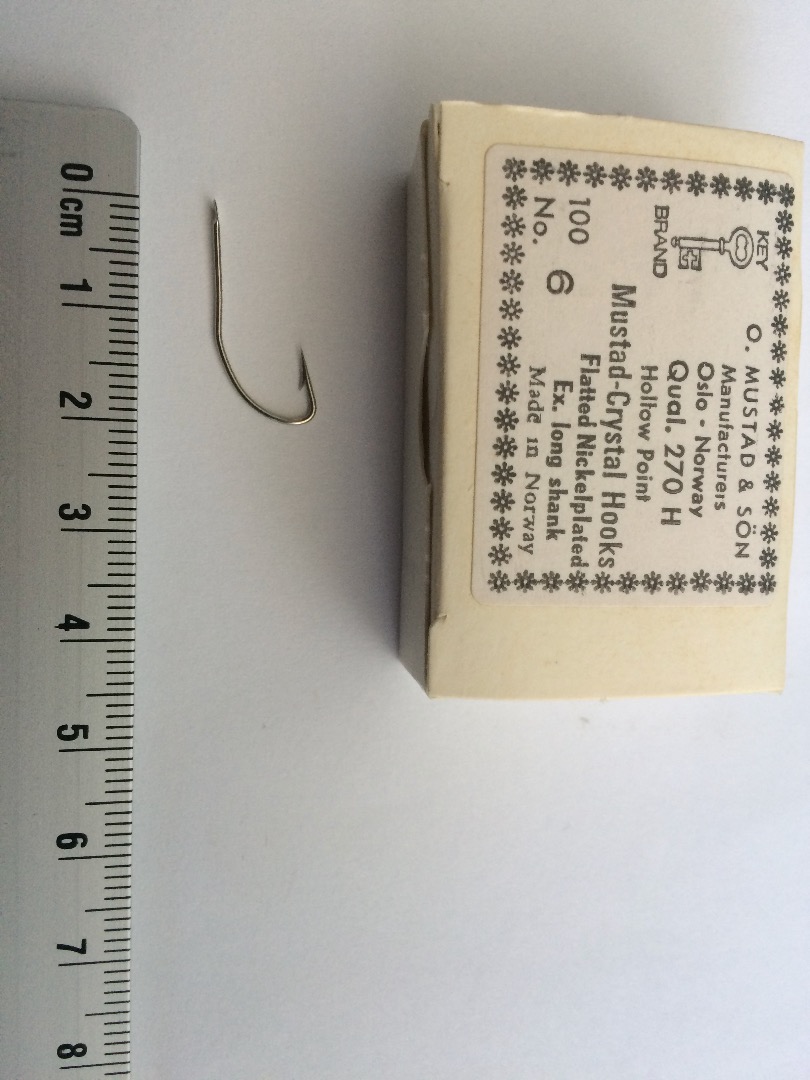 0 cm 1 2 3 4 5 6 7 8
KEY
BRAND
O. MUSTAD & SÖN
Manufacturers
Oslo - Norway
Qual. 270 H
Hollow Point
Mustad-Crystal Hooks
100 Flatted Nickelplated
No. 6 Ex. long shank
Made in Norway